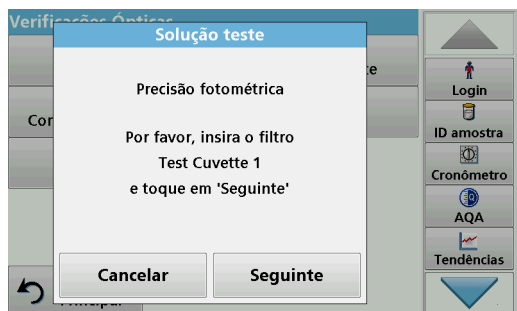 Verificações Ópticas
Solução teste
Precisão fotométrica
Por favor, insira o filtro
Test Cuvette 1
e toque em 'Seguinte'
Cancelar
Seguinte
Login
ID amostra
Cronômetro
AQA
Tendências